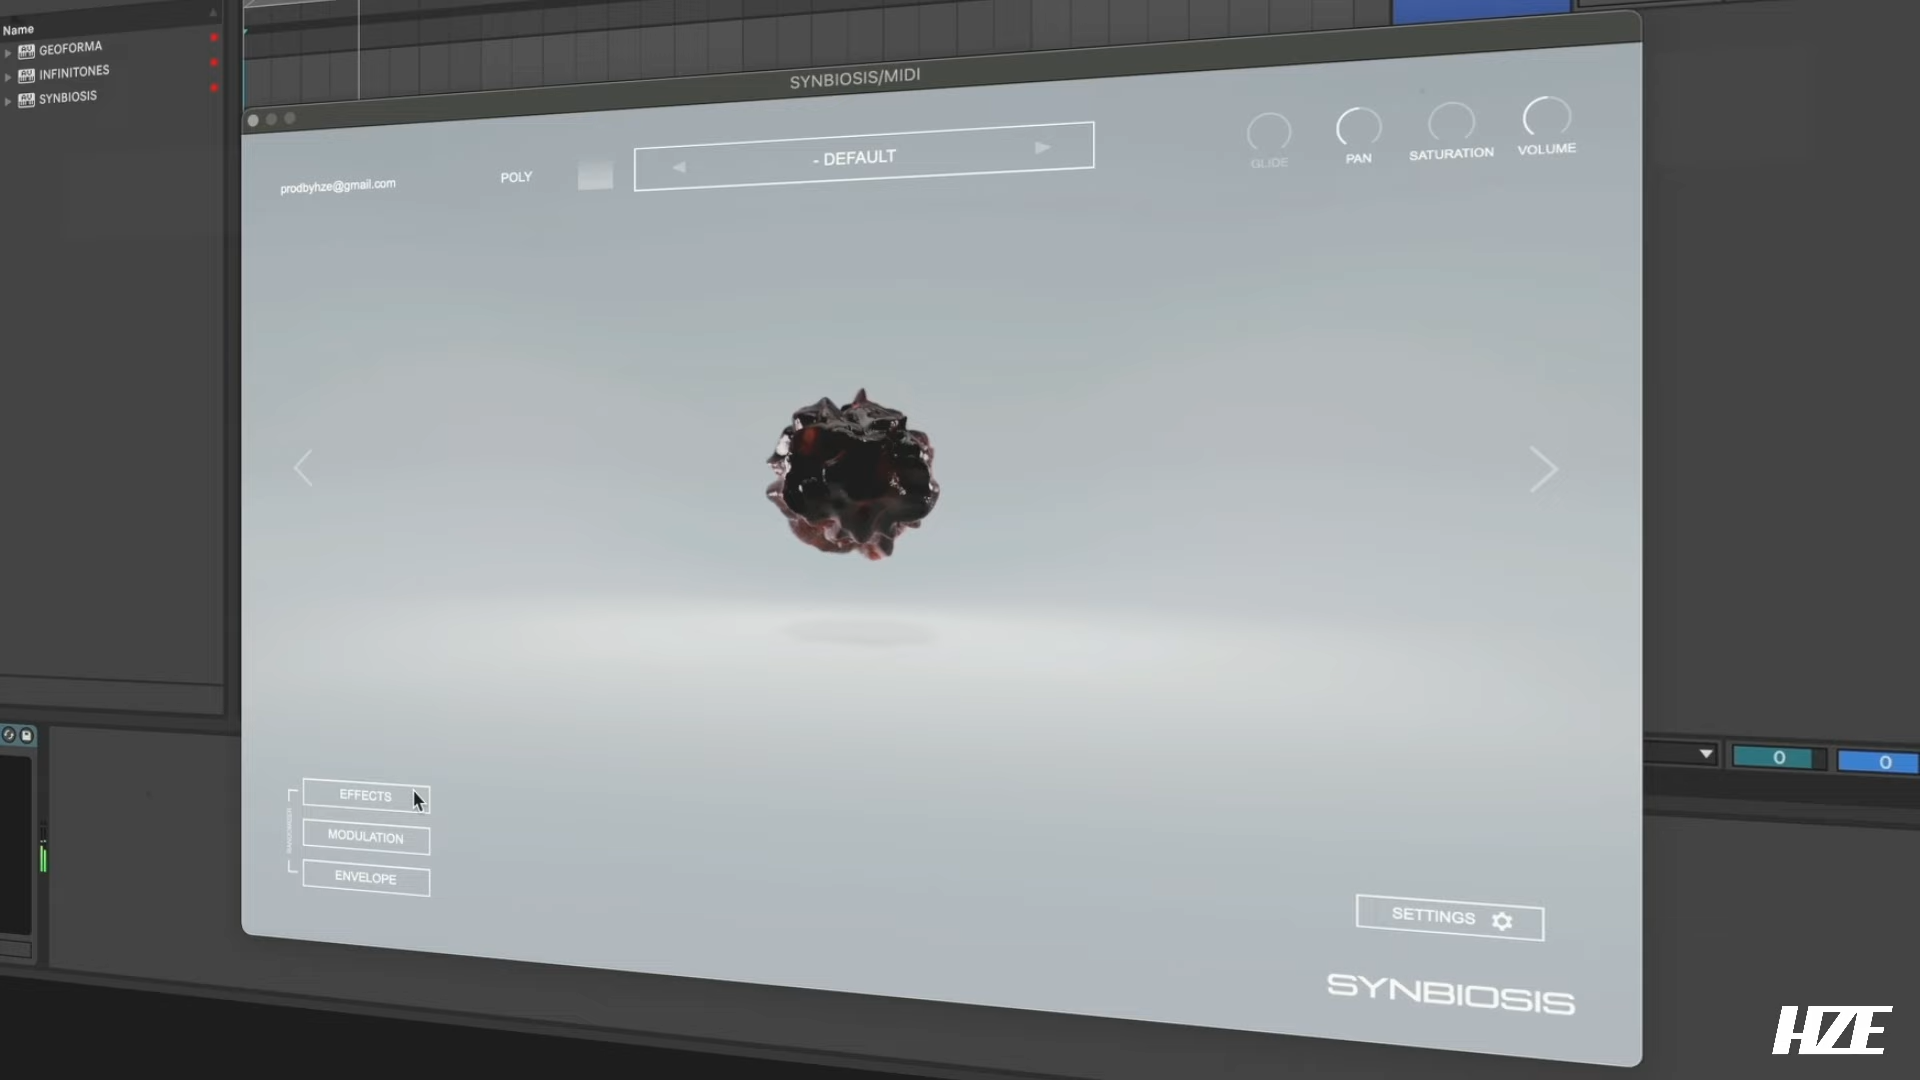 Name
GEOFORMA
INFINITONES
SYNBIOSIS
SYNBIOSIS/MIDI
prodbyhze@gmail.com
POLY
- DEFAULT
GLIDE
PAN
SATURATION
VOLUME
RANDOMIZER
EFFECTS
MODULATION
ENVELOPE
0
0
SETTINGS
SYNBIOSIS
HZE